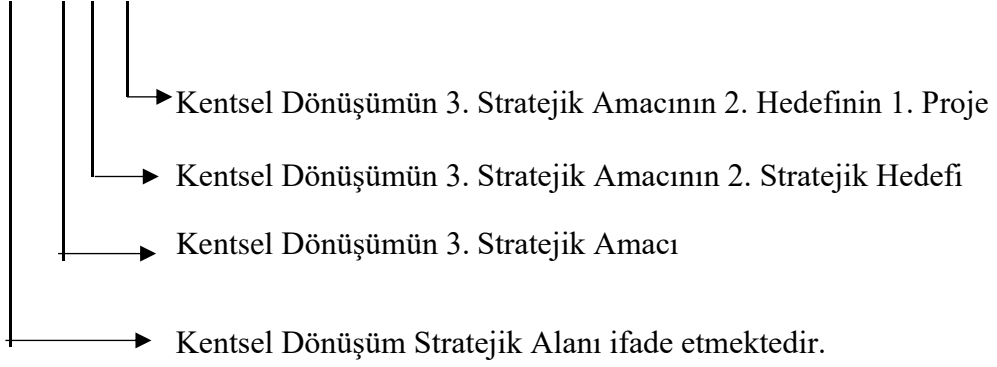 Kentsel Dönüşümün 3. Stratejik Amacının 2. Hedefinin 1. Proje
Kentsel Dönüşümün 3. Stratejik Amacının 2. Stratejik Hedefi
Kentsel Dönüşümün 3. Stratejik Amacı
Kentsel Dönüşüm Stratejik Alanı ifade etmektedir.